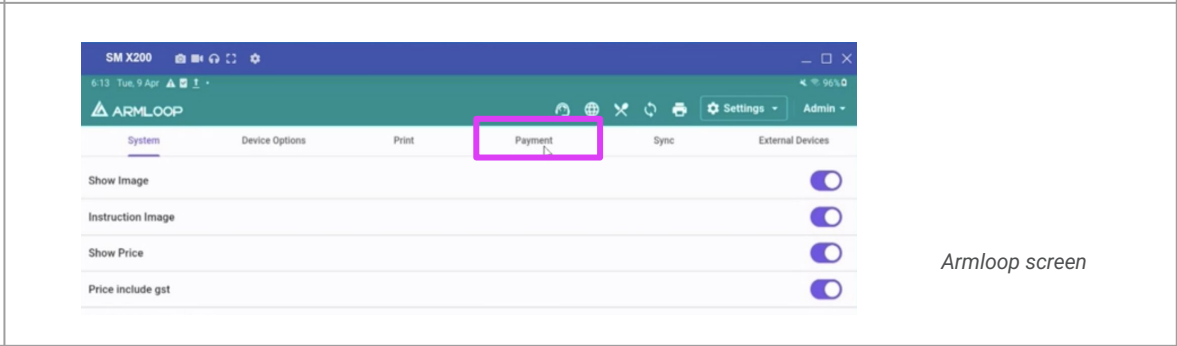 SM X200
6:13 Tue, 9 Apr 96%
ARMLOOP Settings Admin
System Device Options Print Payment Sync External Devices
Show Image
Instruction Image
Show Price
Armloop screen
Price include gst